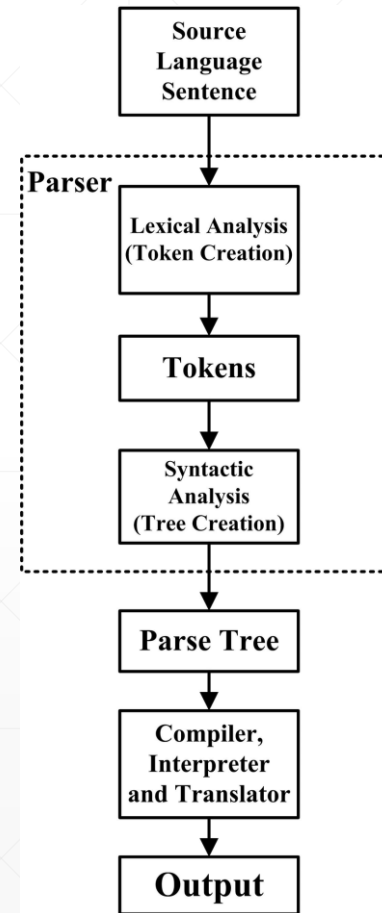 Source
Language
Sentence
Parser
Lexical Analysis
(Token Creation)
Tokens
Syntactic
Analysis
(Tree Creation)
Parse Tree
Compiler,
Interpreter
and Translator
Output